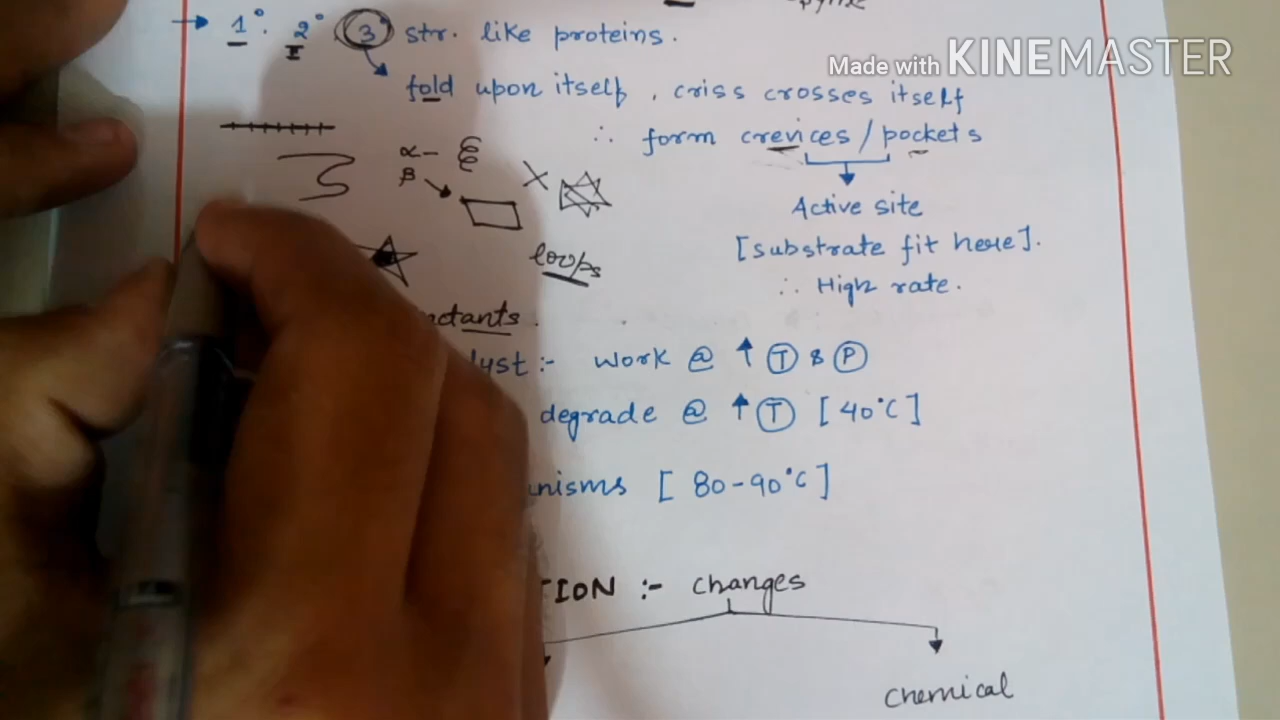 1° 2° 3° str. like proteins.
Made with KINEMASTER
fold upon itself, criss crosses itself
∴ form crevices / pockets
α-
β
Active site
loops
[substrate fit here].
∴ High rate.
work @ ↑ (T) & (P)
degrade @ ↑ (T) [40°C]
[80-90°C]
:- changes
chemical